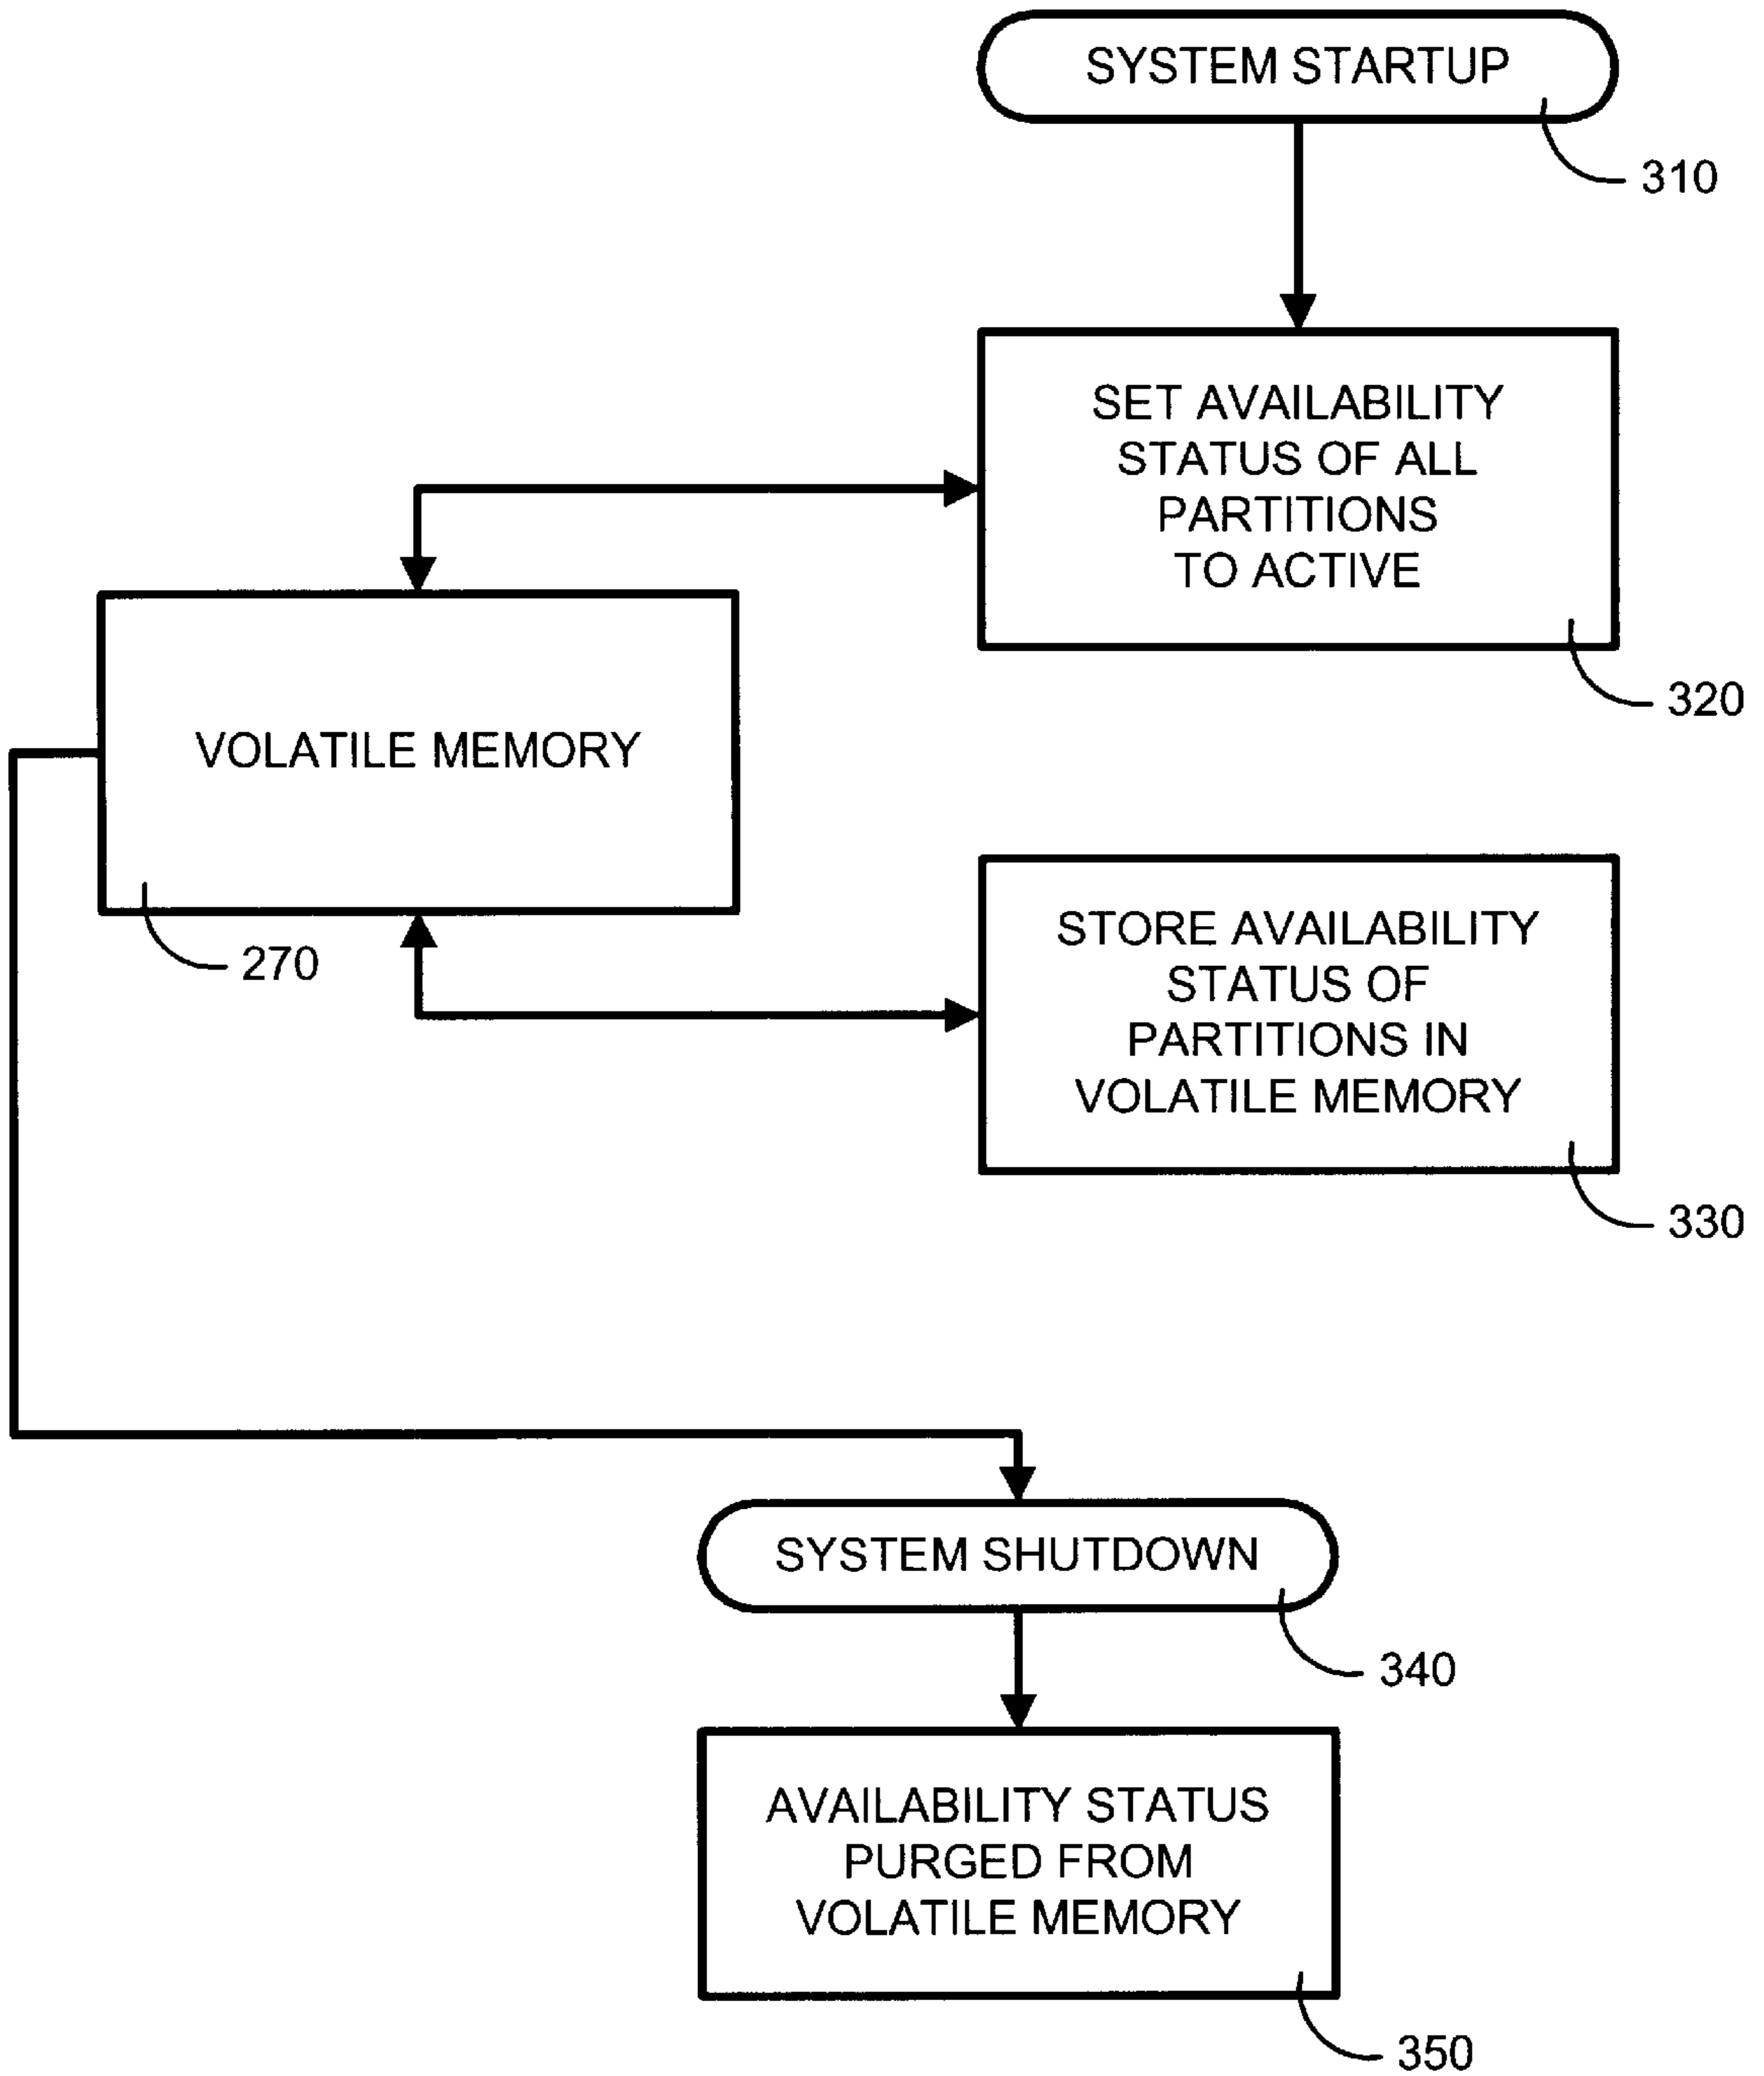 SYSTEM STARTUP
310
SET AVAILABILITY
STATUS OF ALL
PARTITIONS
TO ACTIVE
320
VOLATILE MEMORY
270
STORE AVAILABILITY
STATUS OF
PARTITIONS IN
VOLATILE MEMORY
330
SYSTEM SHUTDOWN
340
AVAILABILITY STATUS
PURGED FROM
VOLATILE MEMORY
350